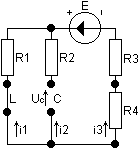 E
+ -
R1 R2 R3
L Uc C R4
i1 i2 i3